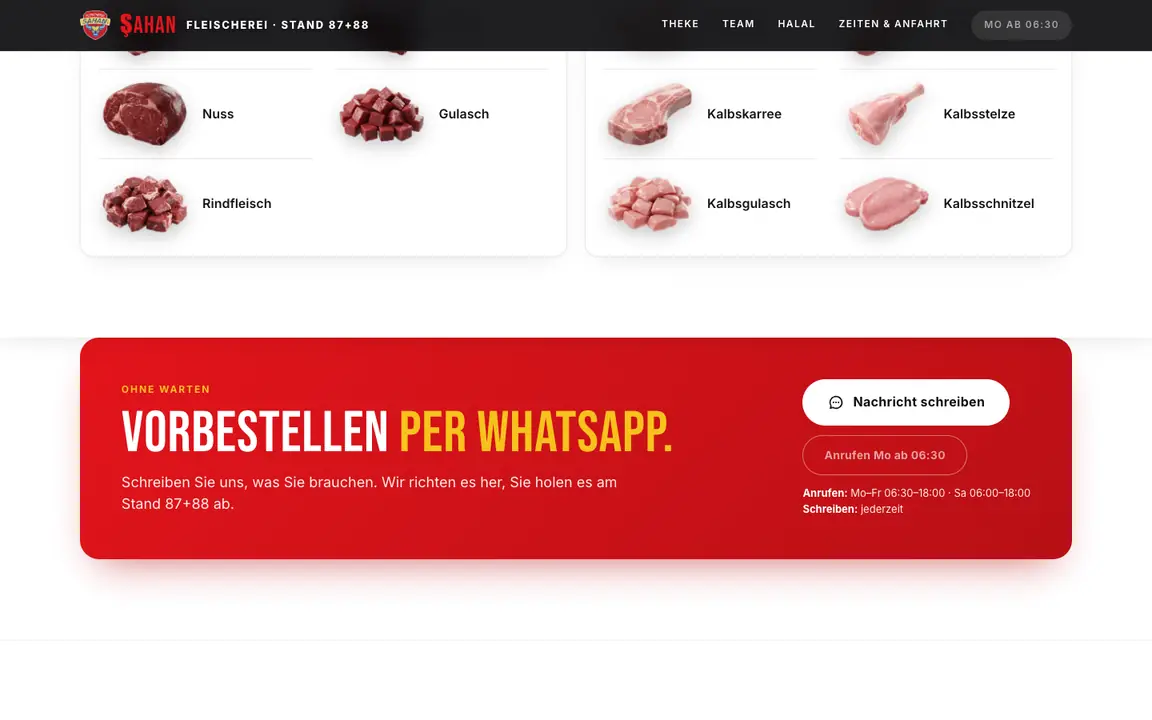 SAHAN
ŞAHAN FLEISCHEREI · STAND 87+88
THEKE TEAM HALAL ZEITEN & ANFAHRT MO AB 06:30
Nuss
Gulasch
Kalbskarree
Kalbsstelze
Rindfleisch
Kalbsgulasch
Kalbsschnitzel
OHNE WARTEN
VORBESTELLEN PER WHATSAPP.
Schreiben Sie uns, was Sie brauchen. Wir richten es her, Sie holen es am
Stand 87+88 ab.
Nachricht schreiben
Anrufen Mo ab 06:30
Anrufen: Mo–Fr 06:30–18:00 · Sa 06:00–18:00
Schreiben: jederzeit